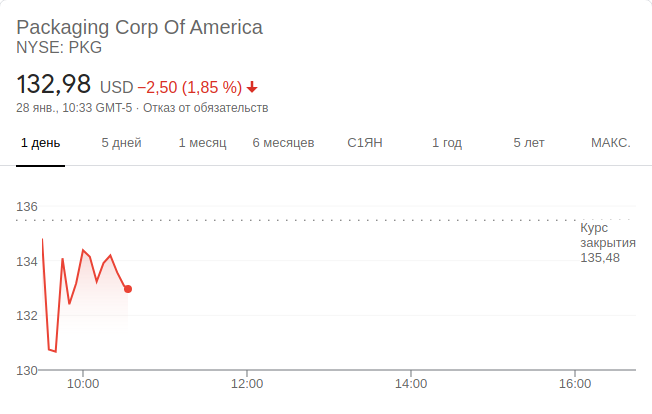 Packaging Corp Of America
NYSE: PKG
132,98 USD −2,50 (1,85 %)
28 янв., 10:33 GMT-5 · Отказ от обязательств
1 день 5 дней 1 месяц 6 месяцев С1ЯН 1 год 5 лет МАКС.
136
Курс
закрытия
135,48
134
132
130
10:00 12:00 14:00 16:00